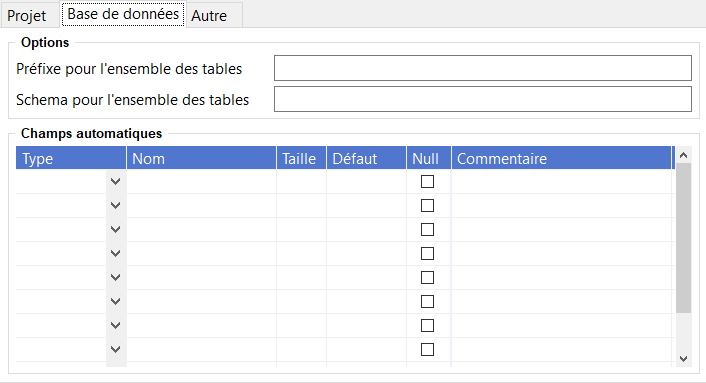 Projet Base de données Autre
Options
Préfixe pour l'ensemble des tables
Schema pour l'ensemble des tables
Champs automatiques
Type Nom Taille Défaut Null Commentaire